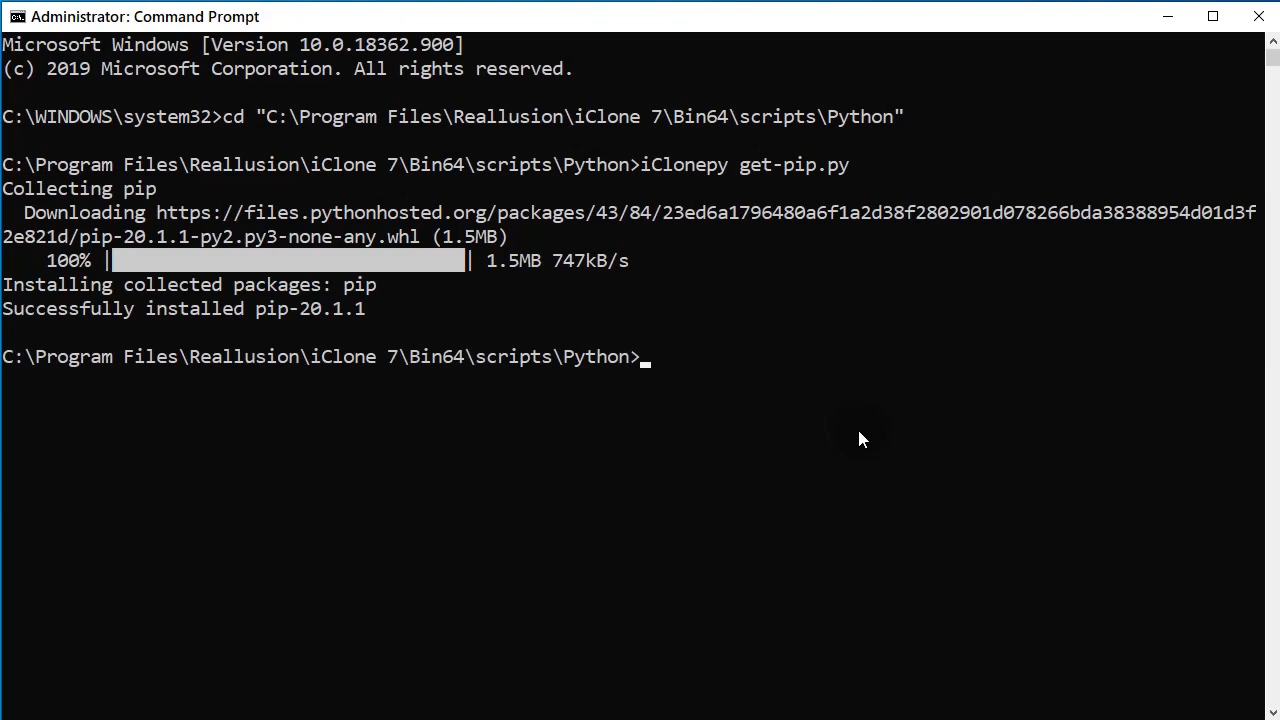 Administrator: Command Prompt
Microsoft Windows [Version 10.0.18362.900]
(c) 2019 Microsoft Corporation. All rights reserved.
C:\WINDOWS\system32>cd "C:\Program Files\Reallusion\iClone 7\Bin64\scripts\Python"
C:\Program Files\Reallusion\iClone 7\Bin64\scripts\Python>iClonepy get-pip.py
Collecting pip
Downloading https://files.pythonhosted.org/packages/43/84/23ed6a1796480a6f1a2d38f2802901d078266bda38388954d01d3f
2e821d/pip-20.1.1-py2.py3-none-any.whl (1.5MB)
100% |████████████████████████████████| 1.5MB 747kB/s
Installing collected packages: pip
Successfully installed pip-20.1.1
C:\Program Files\Reallusion\iClone 7\Bin64\scripts\Python>